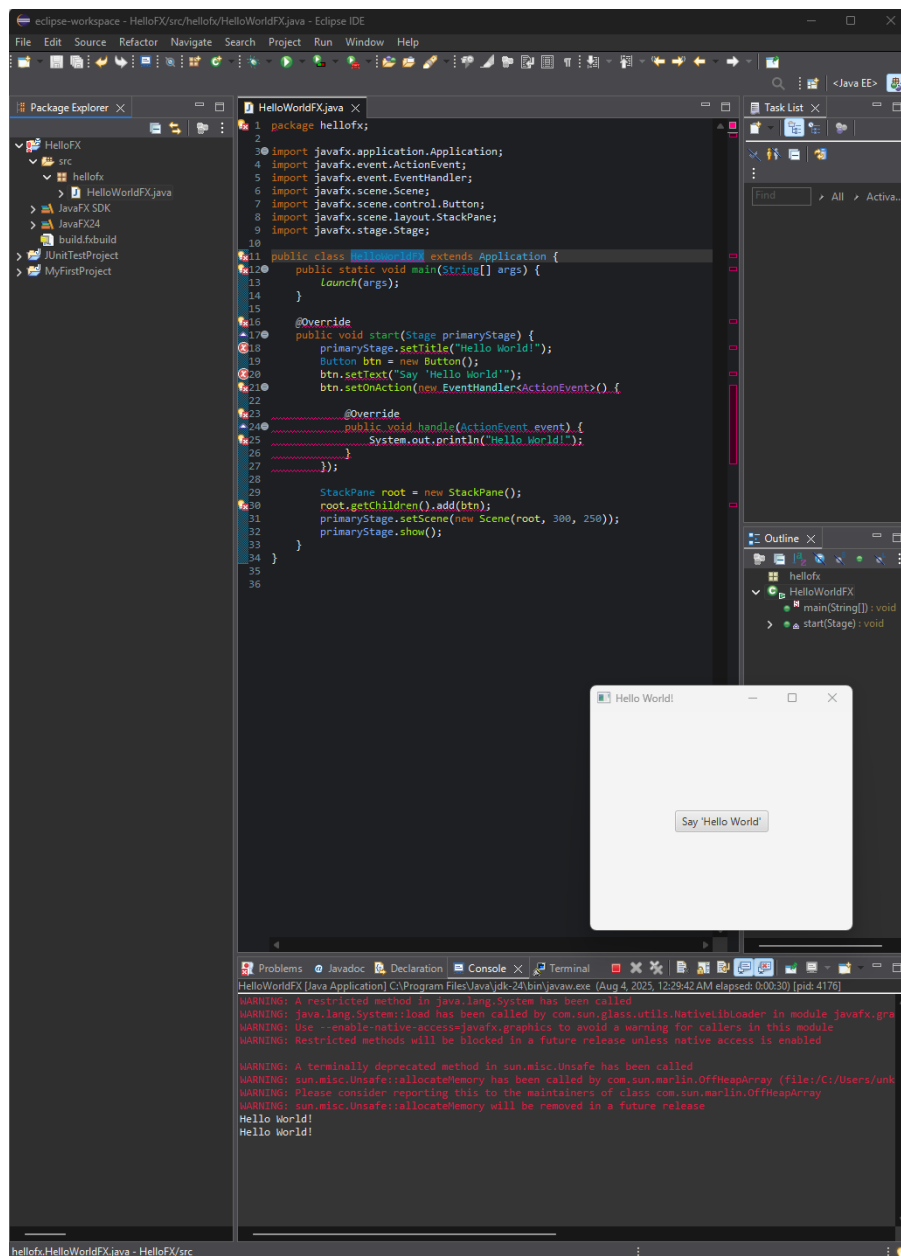 eclipse-workspace - HelloFX/src/hellofx/HelloWorldFX.java - Eclipse IDE
File Edit Source Refactor Navigate Search Project Run Window Help
<Java EE>
Package Explorer
HelloFX
src
hellofx
HelloWorldFX.java
JavaFX SDK
JavaFX24
build.fxbuild
JUnitTestProject
MyFirstProject
HelloWorldFX.java
1 package hellofx;
2
3 import javafx.application.Application;
4 import javafx.event.ActionEvent;
5 import javafx.event.EventHandler;
6 import javafx.scene.Scene;
7 import javafx.scene.control.Button;
8 import javafx.scene.layout.StackPane;
9 import javafx.stage.Stage;
10
11 public class HelloWorldFX extends Application {
12 public static void main(String[] args) {
13 launch(args);
14 }
15
16 @Override
17 public void start(Stage primaryStage) {
18 primaryStage.setTitle("Hello World!");
19 Button btn = new Button();
20 btn.setText("Say 'Hello World'");
21 btn.setOnAction(new EventHandler<ActionEvent>() {
22
23 @Override
24 public void handle(ActionEvent event) {
25 System.out.println("Hello World!");
26 }
27 });
28
29 StackPane root = new StackPane();
30 root.getChildren().add(btn);
31 primaryStage.setScene(new Scene(root, 300, 250));
32 primaryStage.show();
33 }
34 }
35
36
Task List
Find All Activa..
Outline
hellofx
HelloWorldFX
main(String[]) : void
start(Stage) : void
Hello World!
Say 'Hello World'
Problems Javadoc Declaration Console Terminal
HelloWorldFX [Java Application] C:\Program Files\Java\jdk-24\bin\javaw.exe (Aug 4, 2025, 12:29:42 AM elapsed: 0:00:30) [pid: 4176]
WARNING: A restricted method in java.lang.System has been called
WARNING: java.lang.System::load has been called by com.sun.glass.utils.NativeLibLoader in module javafx.gra
WARNING: Use --enable-native-access=javafx.graphics to avoid a warning for callers in this module
WARNING: Restricted methods will be blocked in a future release unless native access is enabled
WARNING: A terminally deprecated method in sun.misc.Unsafe has been called
WARNING: sun.misc.Unsafe::allocateMemory has been called by com.sun.marlin.OffHeapArray (file:/C:/Users/unk
WARNING: Please consider reporting this to the maintainers of class com.sun.marlin.OffHeapArray
WARNING: sun.misc.Unsafe::allocateMemory will be removed in a future release
Hello World!
Hello World!
hellofx.HelloWorldFX.java - HelloFX/src